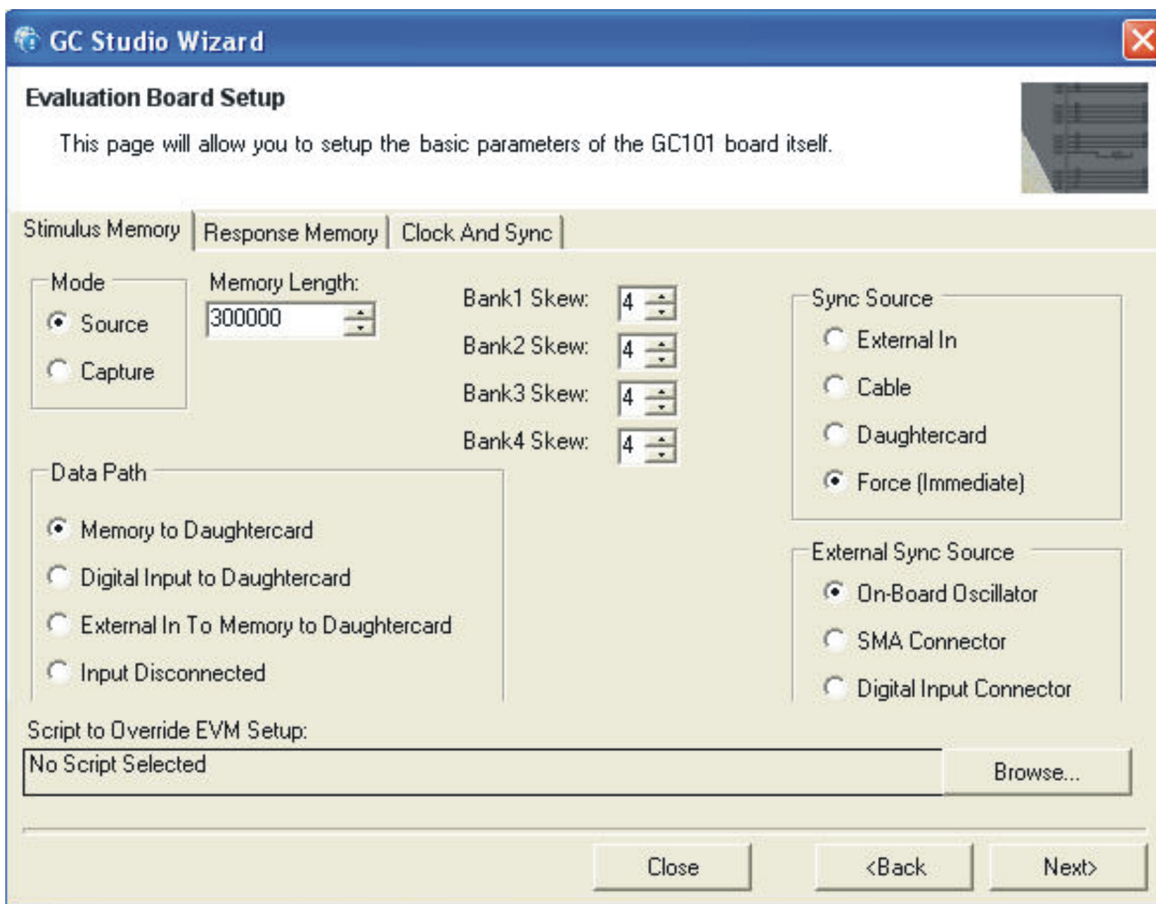 GC Studio Wizard
Evaluation Board Setup
This page will allow you to setup the basic parameters of the GC101 board itself.
Stimulus Memory
Response Memory
Clock And Sync
Mode
Source
Capture
Memory Length:
300000
Bank1 Skew: 4
Bank2 Skew: 4
Bank3 Skew: 4
Bank4 Skew: 4
Sync Source
External In
Cable
Daughtercard
Force (Immediate)
Data Path
Memory to Daughtercard
Digital Input to Daughtercard
External In To Memory to Daughtercard
Input Disconnected
External Sync Source
On-Board Oscillator
SMA Connector
Digital Input Connector
Script to Override EVM Setup:
No Script Selected
Browse...
Close
<Back
Next>